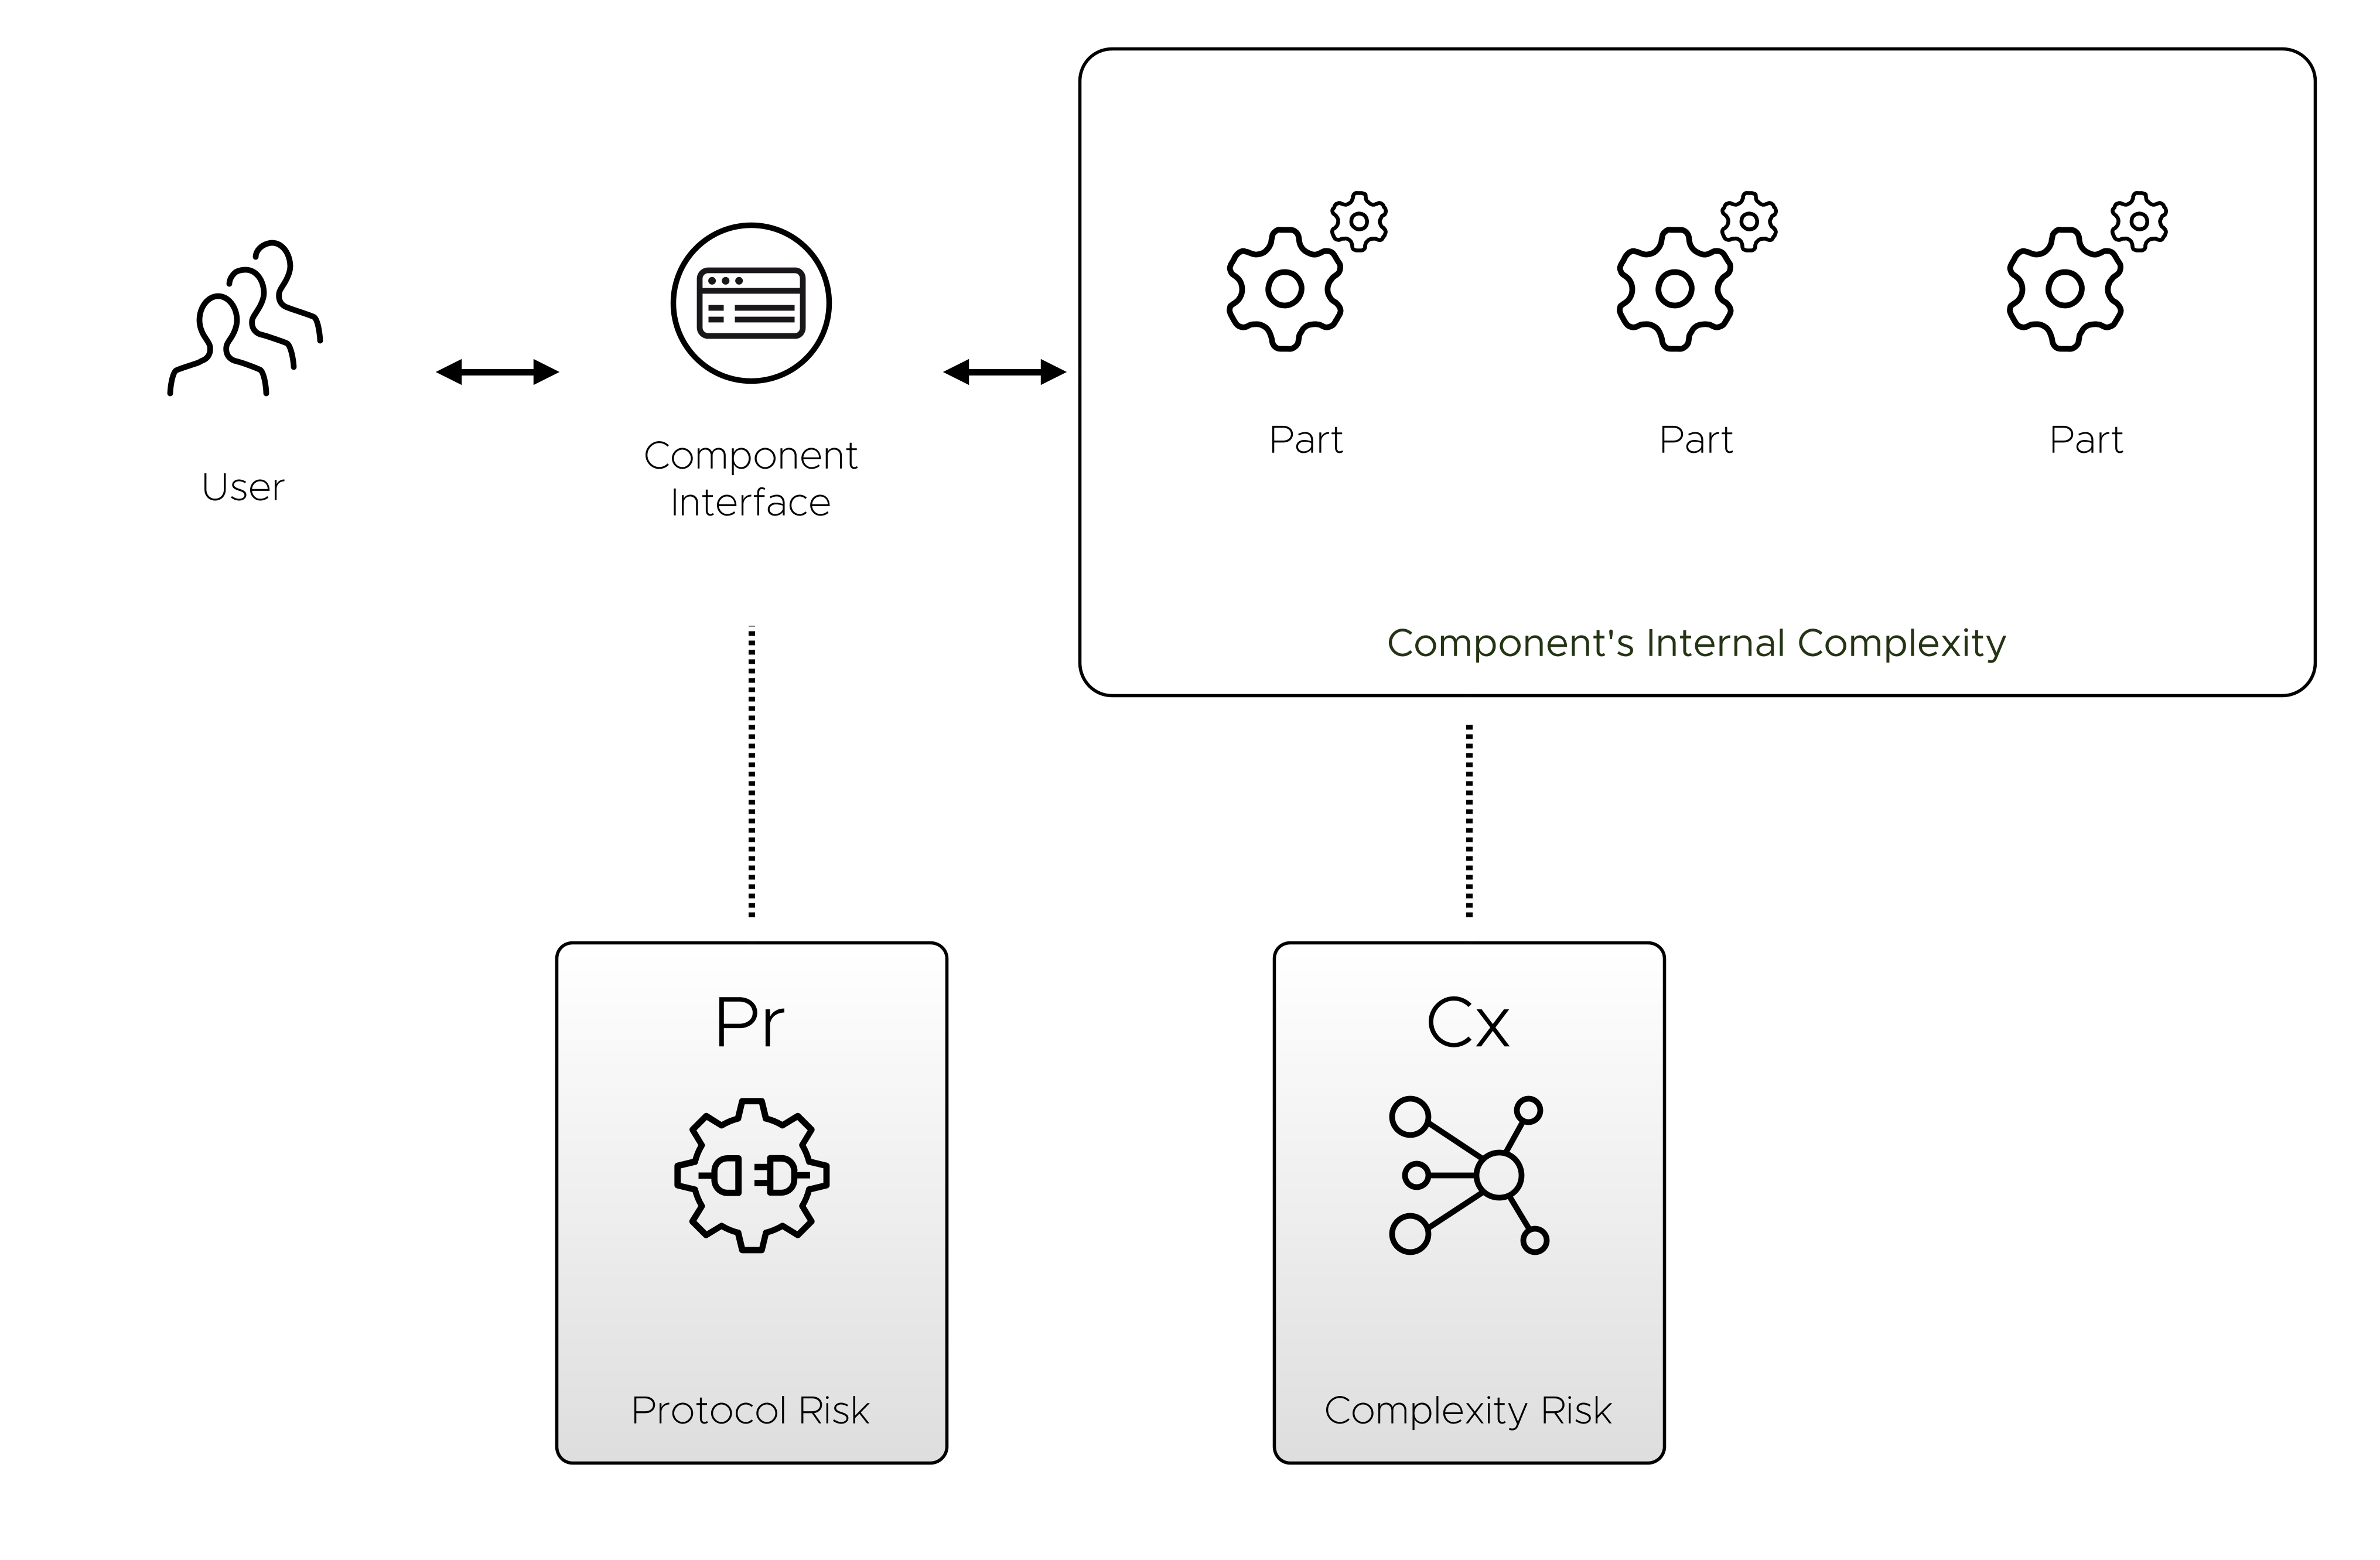 User
Component
Interface
Part
Part
Part
Component's Internal Complexity
Pr
Protocol Risk
Cx
Complexity Risk